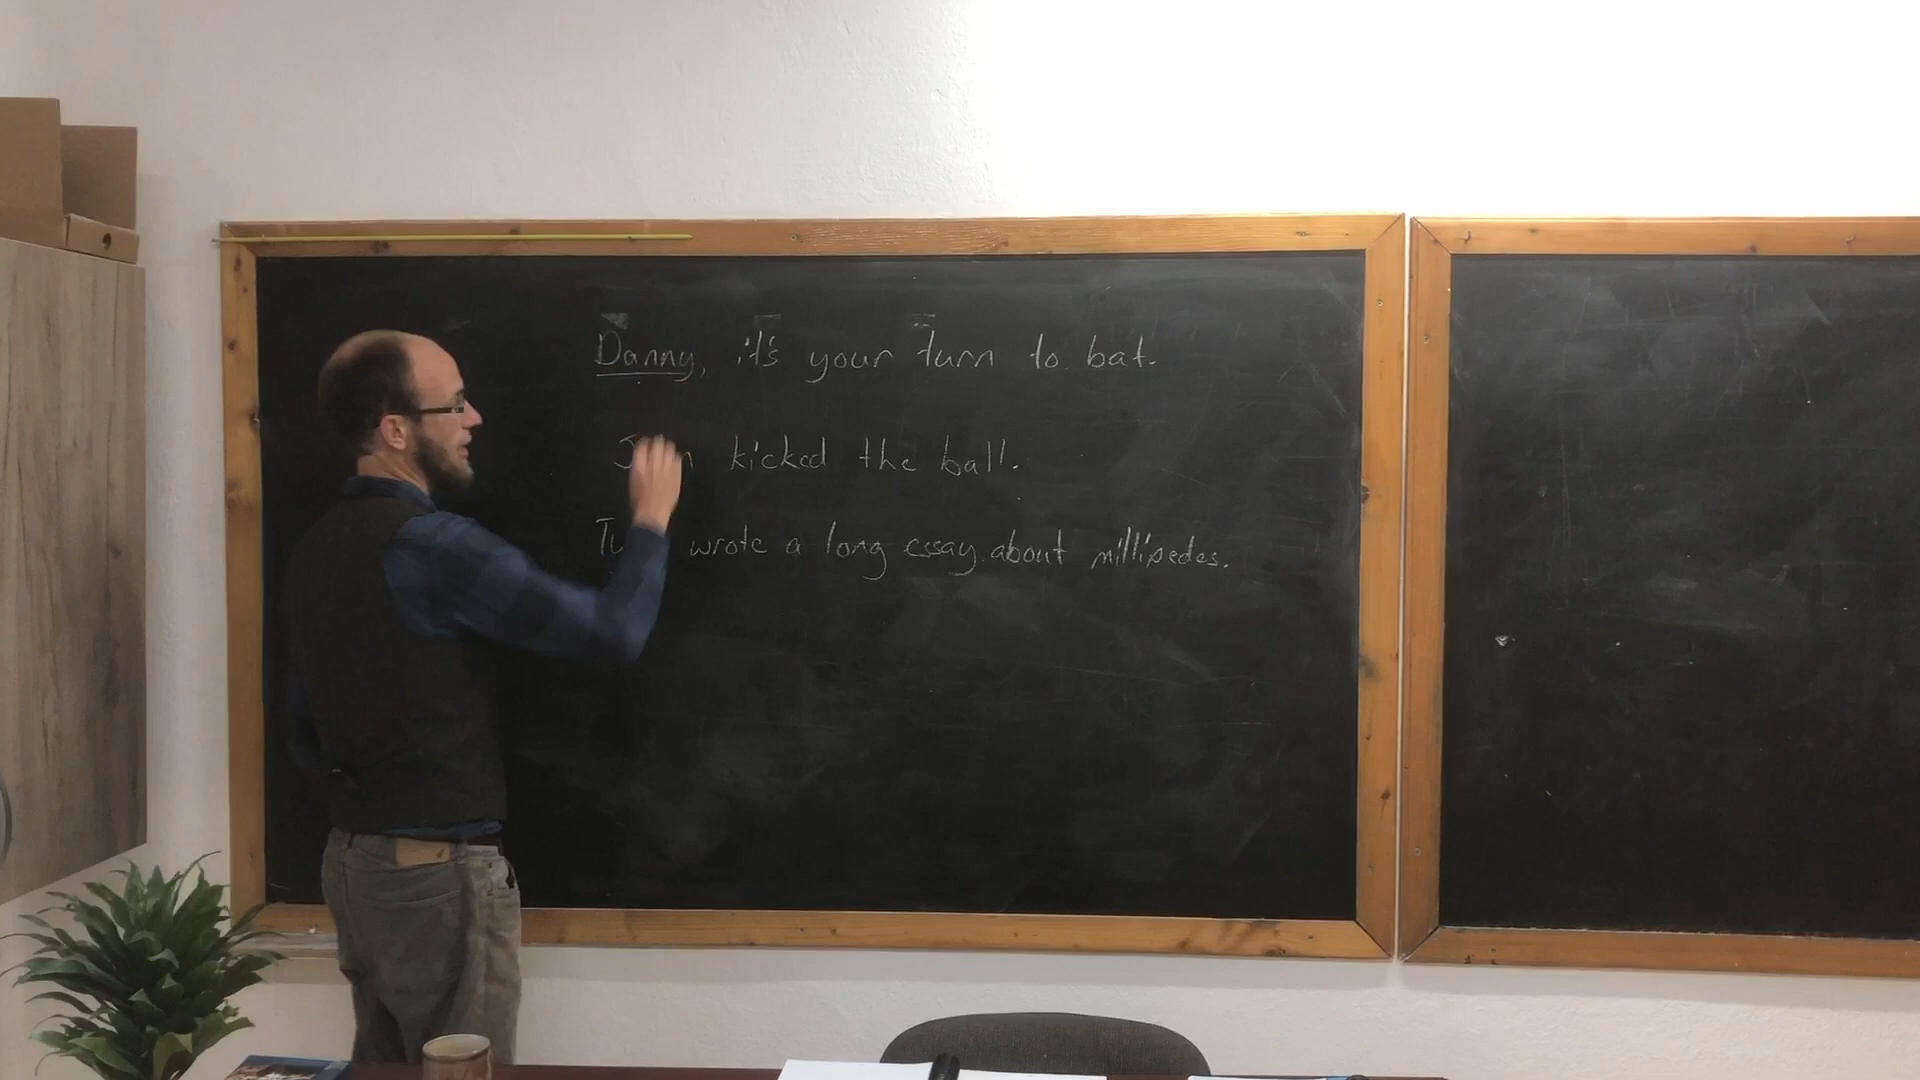 Danny, it's your turn to bat.
kicked the ball.
wrote a long essay about millipedes.